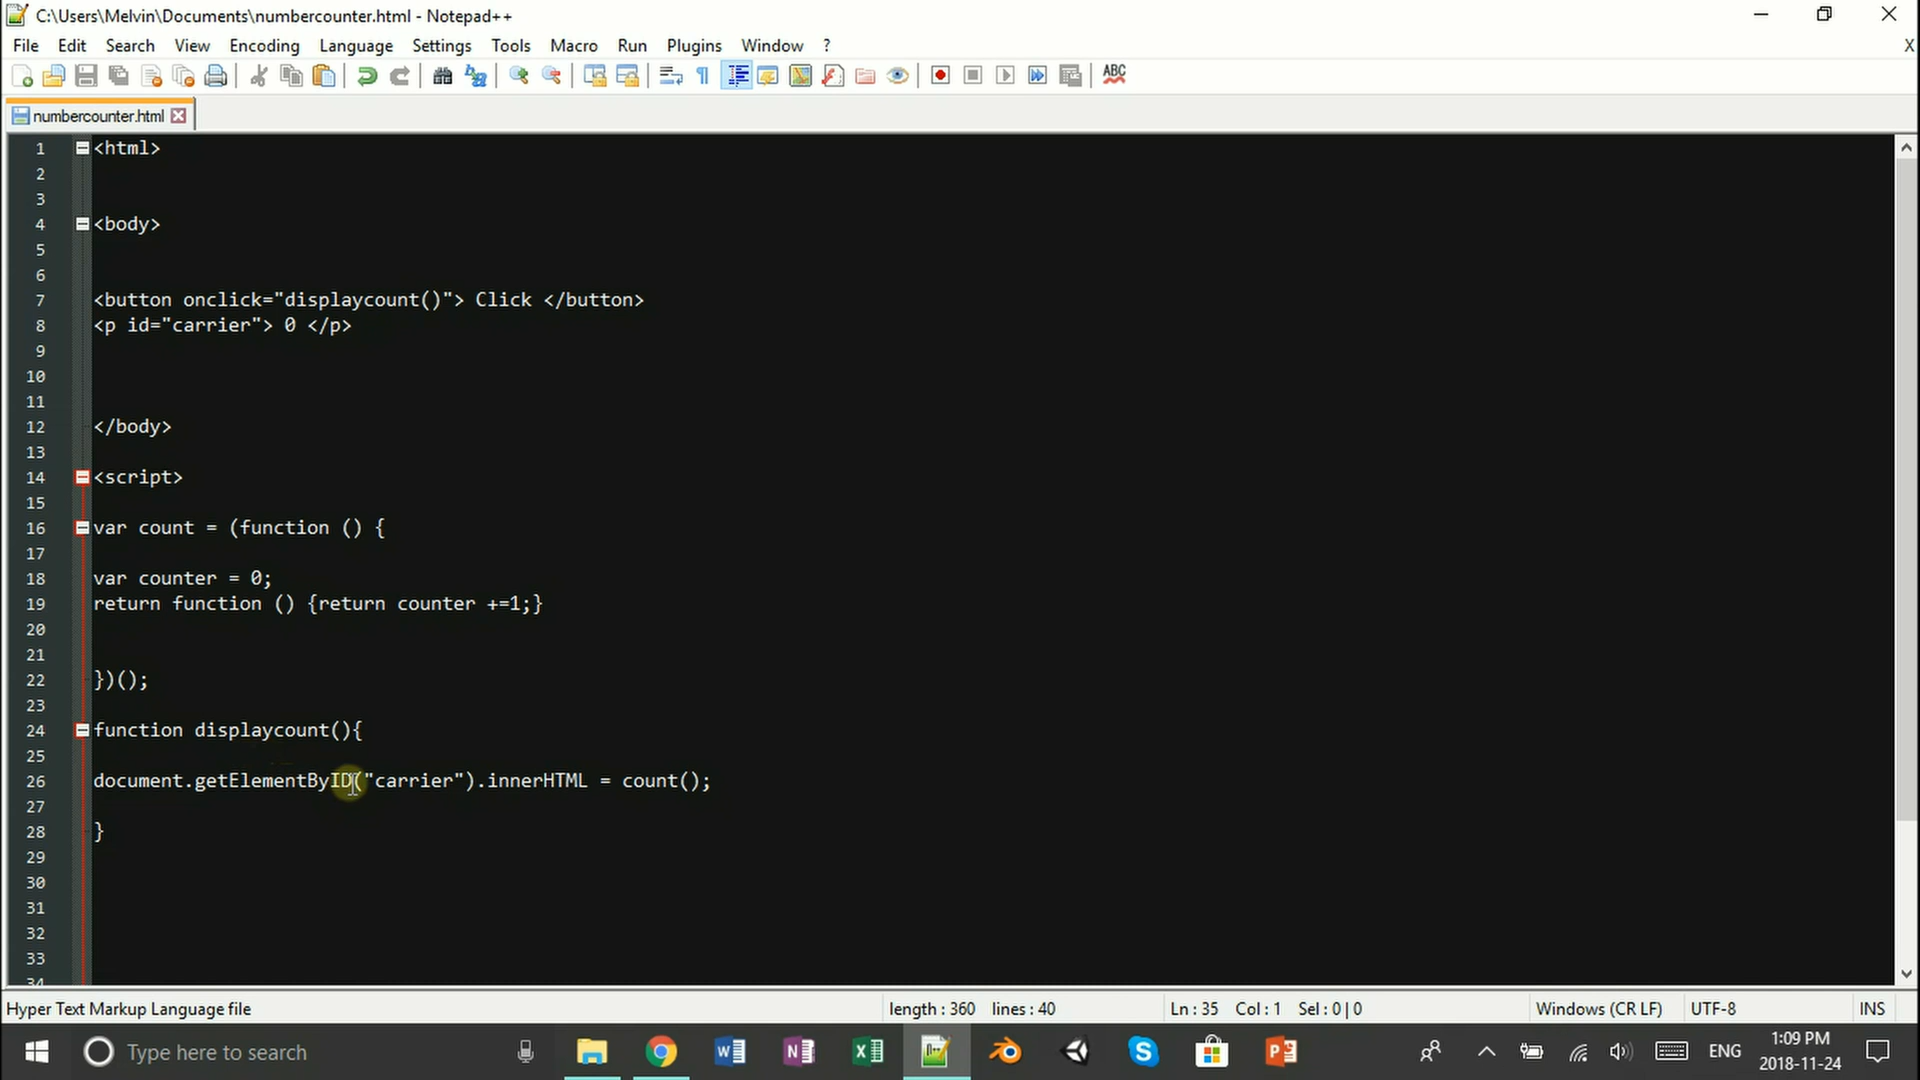 C:\Users\Melvin\Documents\numbercounter.html - Notepad++
File Edit Search View Encoding Language Settings Tools Macro Run Plugins Window ? X
ABC
numbercounter.html
1 <html>
2
3
4 <body>
5
6
7 <button onclick="displaycount()"> Click </button>
8 <p id="carrier"> 0 </p>
9
10
11
12 </body>
13
14 <script>
15
16 var count = (function () {
17
18 var counter = 0;
19 return function () {return counter +=1;}
20
21
22 })();
23
24 function displaycount(){
25
26 document.getElementByID("carrier").innerHTML = count();
27
28 }
29
30
31
32
33
34
Hyper Text Markup Language file length : 360 lines : 40 Ln : 35 Col : 1 Sel : 0 | 0 Windows (CR LF) UTF-8 INS
Type here to search ENG 1:09 PM
2018-11-24